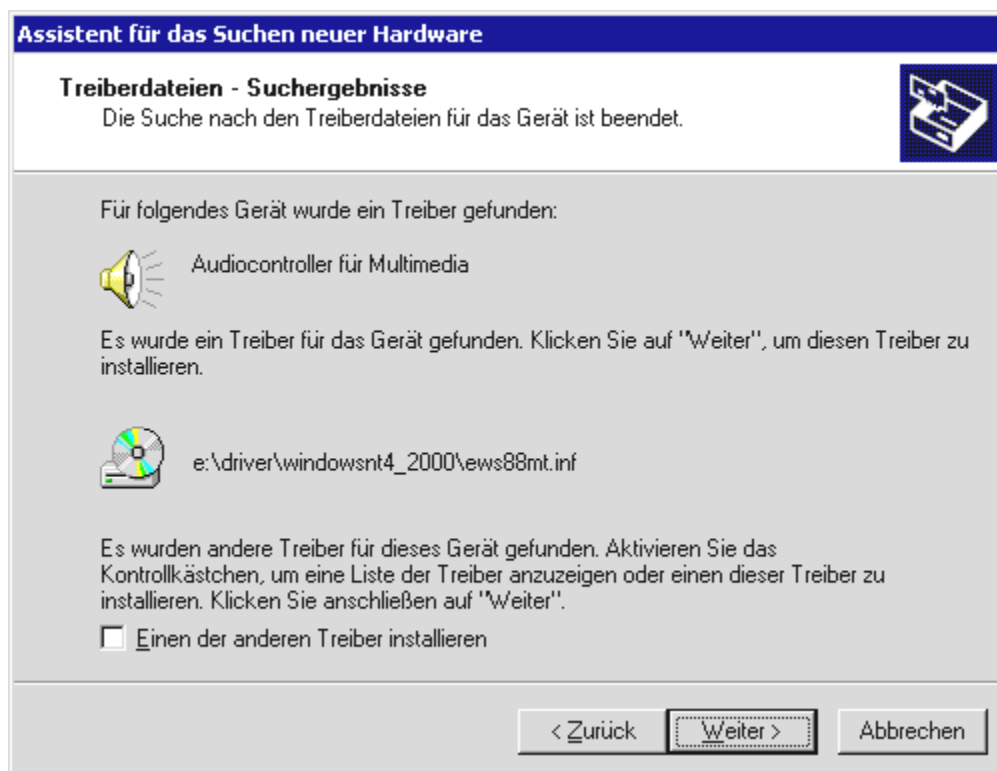 Assistent für das Suchen neuer Hardware
Treiberdateien - Suchergebnisse
Die Suche nach den Treiberdateien für das Gerät ist beendet.
Für folgendes Gerät wurde ein Treiber gefunden:
Audiocontroller für Multimedia
Es wurde ein Treiber für das Gerät gefunden. Klicken Sie auf "Weiter", um diesen Treiber zu
installieren.
e:\driver\windowsnt4_2000\ews88mt.inf
Es wurden andere Treiber für dieses Gerät gefunden. Aktivieren Sie das
Kontrollkästchen, um eine Liste der Treiber anzuzeigen oder einen dieser Treiber zu
installieren. Klicken Sie anschließen auf "Weiter".
Einen der anderen Treiber installieren
< Zurück Weiter > Abbrechen